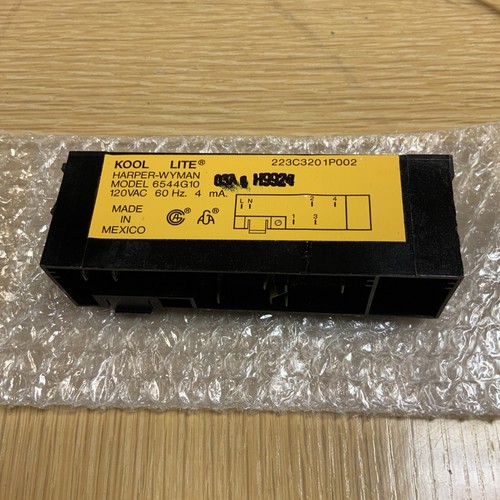 KOOL LITE® 223C3201P002
HARPER-WYMAN
MODEL 6544G10
120VAC 60 Hz. 4 mA.
L N 2 4
1 3
MADE
IN
MEXICO